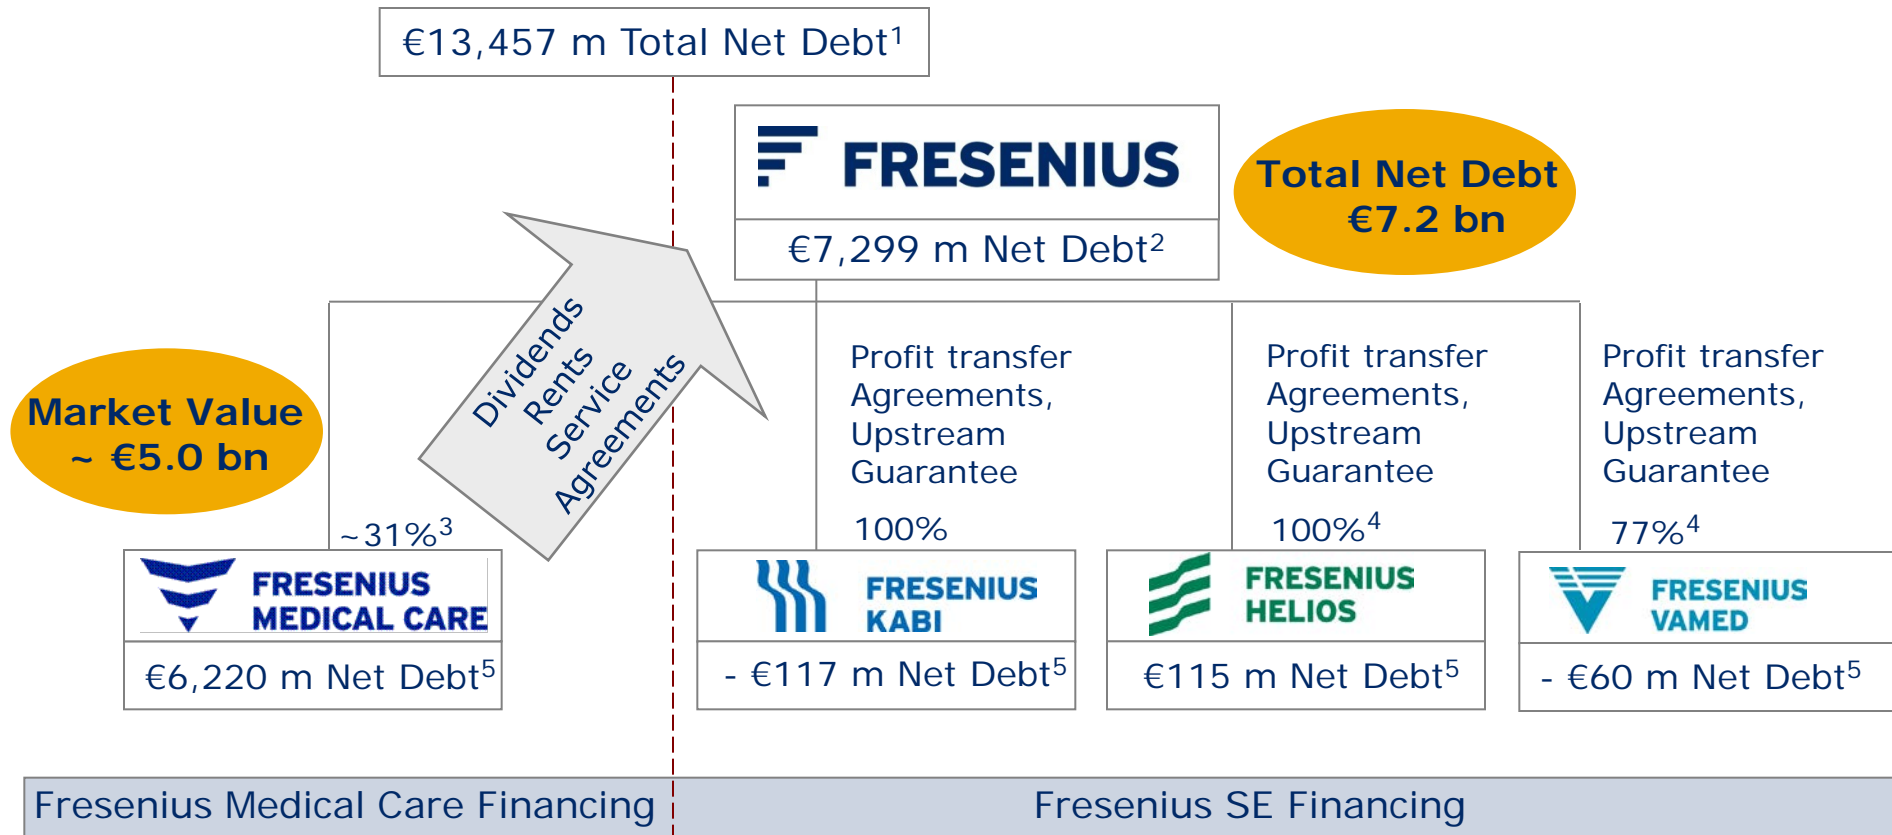 €13,457 m Total Net Debt¹
FRESENIUS
€7,299 m Net Debt²
Total Net Debt
€7.2 bn
Market Value
~ €5.0 bn
Dividends
Rents
Service
Agreements
~31%³
FRESENIUS
MEDICAL CARE
€6,220 m Net Debt⁵
Profit transfer
Agreements,
Upstream
Guarantee
100%
FRESENIUS
KABI
- €117 m Net Debt⁵
Profit transfer
Agreements,
Upstream
Guarantee
100%⁴
FRESENIUS
HELIOS
€115 m Net Debt⁵
Profit transfer
Agreements,
Upstream
Guarantee
77%⁴
FRESENIUS
VAMED
- €60 m Net Debt⁵
Fresenius Medical Care Financing
Fresenius SE Financing